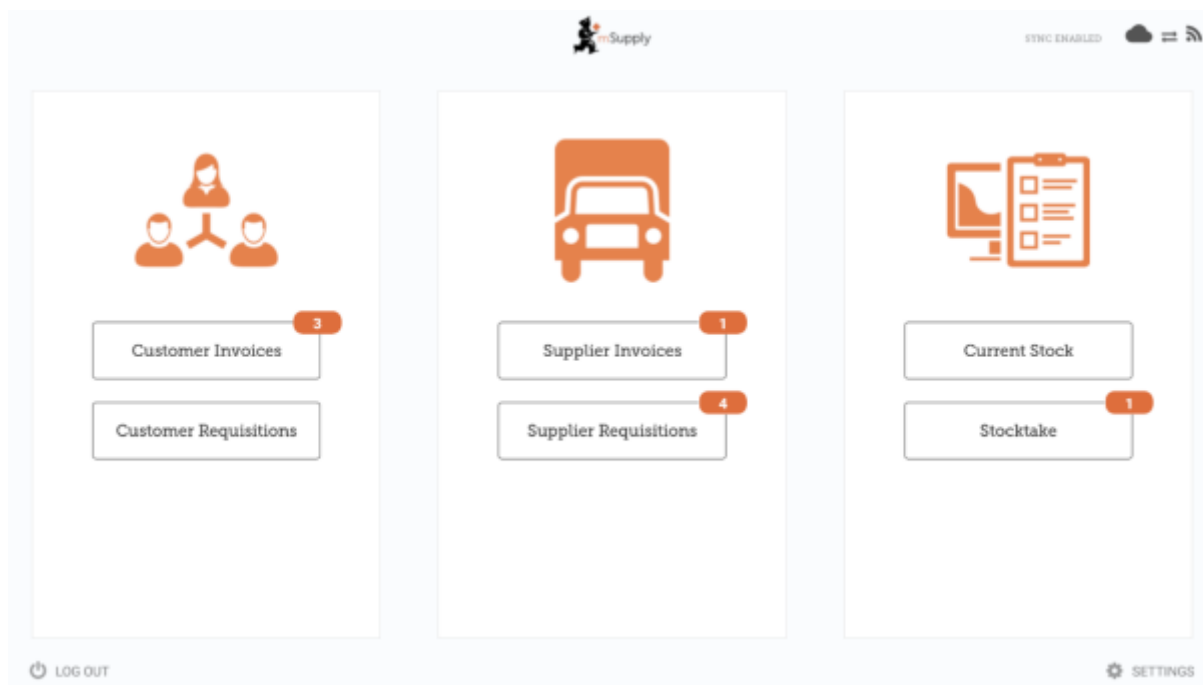 mSupply
SYNC ENABLED
3
Customer Invoices
Customer Requisitions
1
Supplier Invoices
4
Supplier Requisitions
Current Stock
1
Stocktake
LOG OUT
SETTINGS